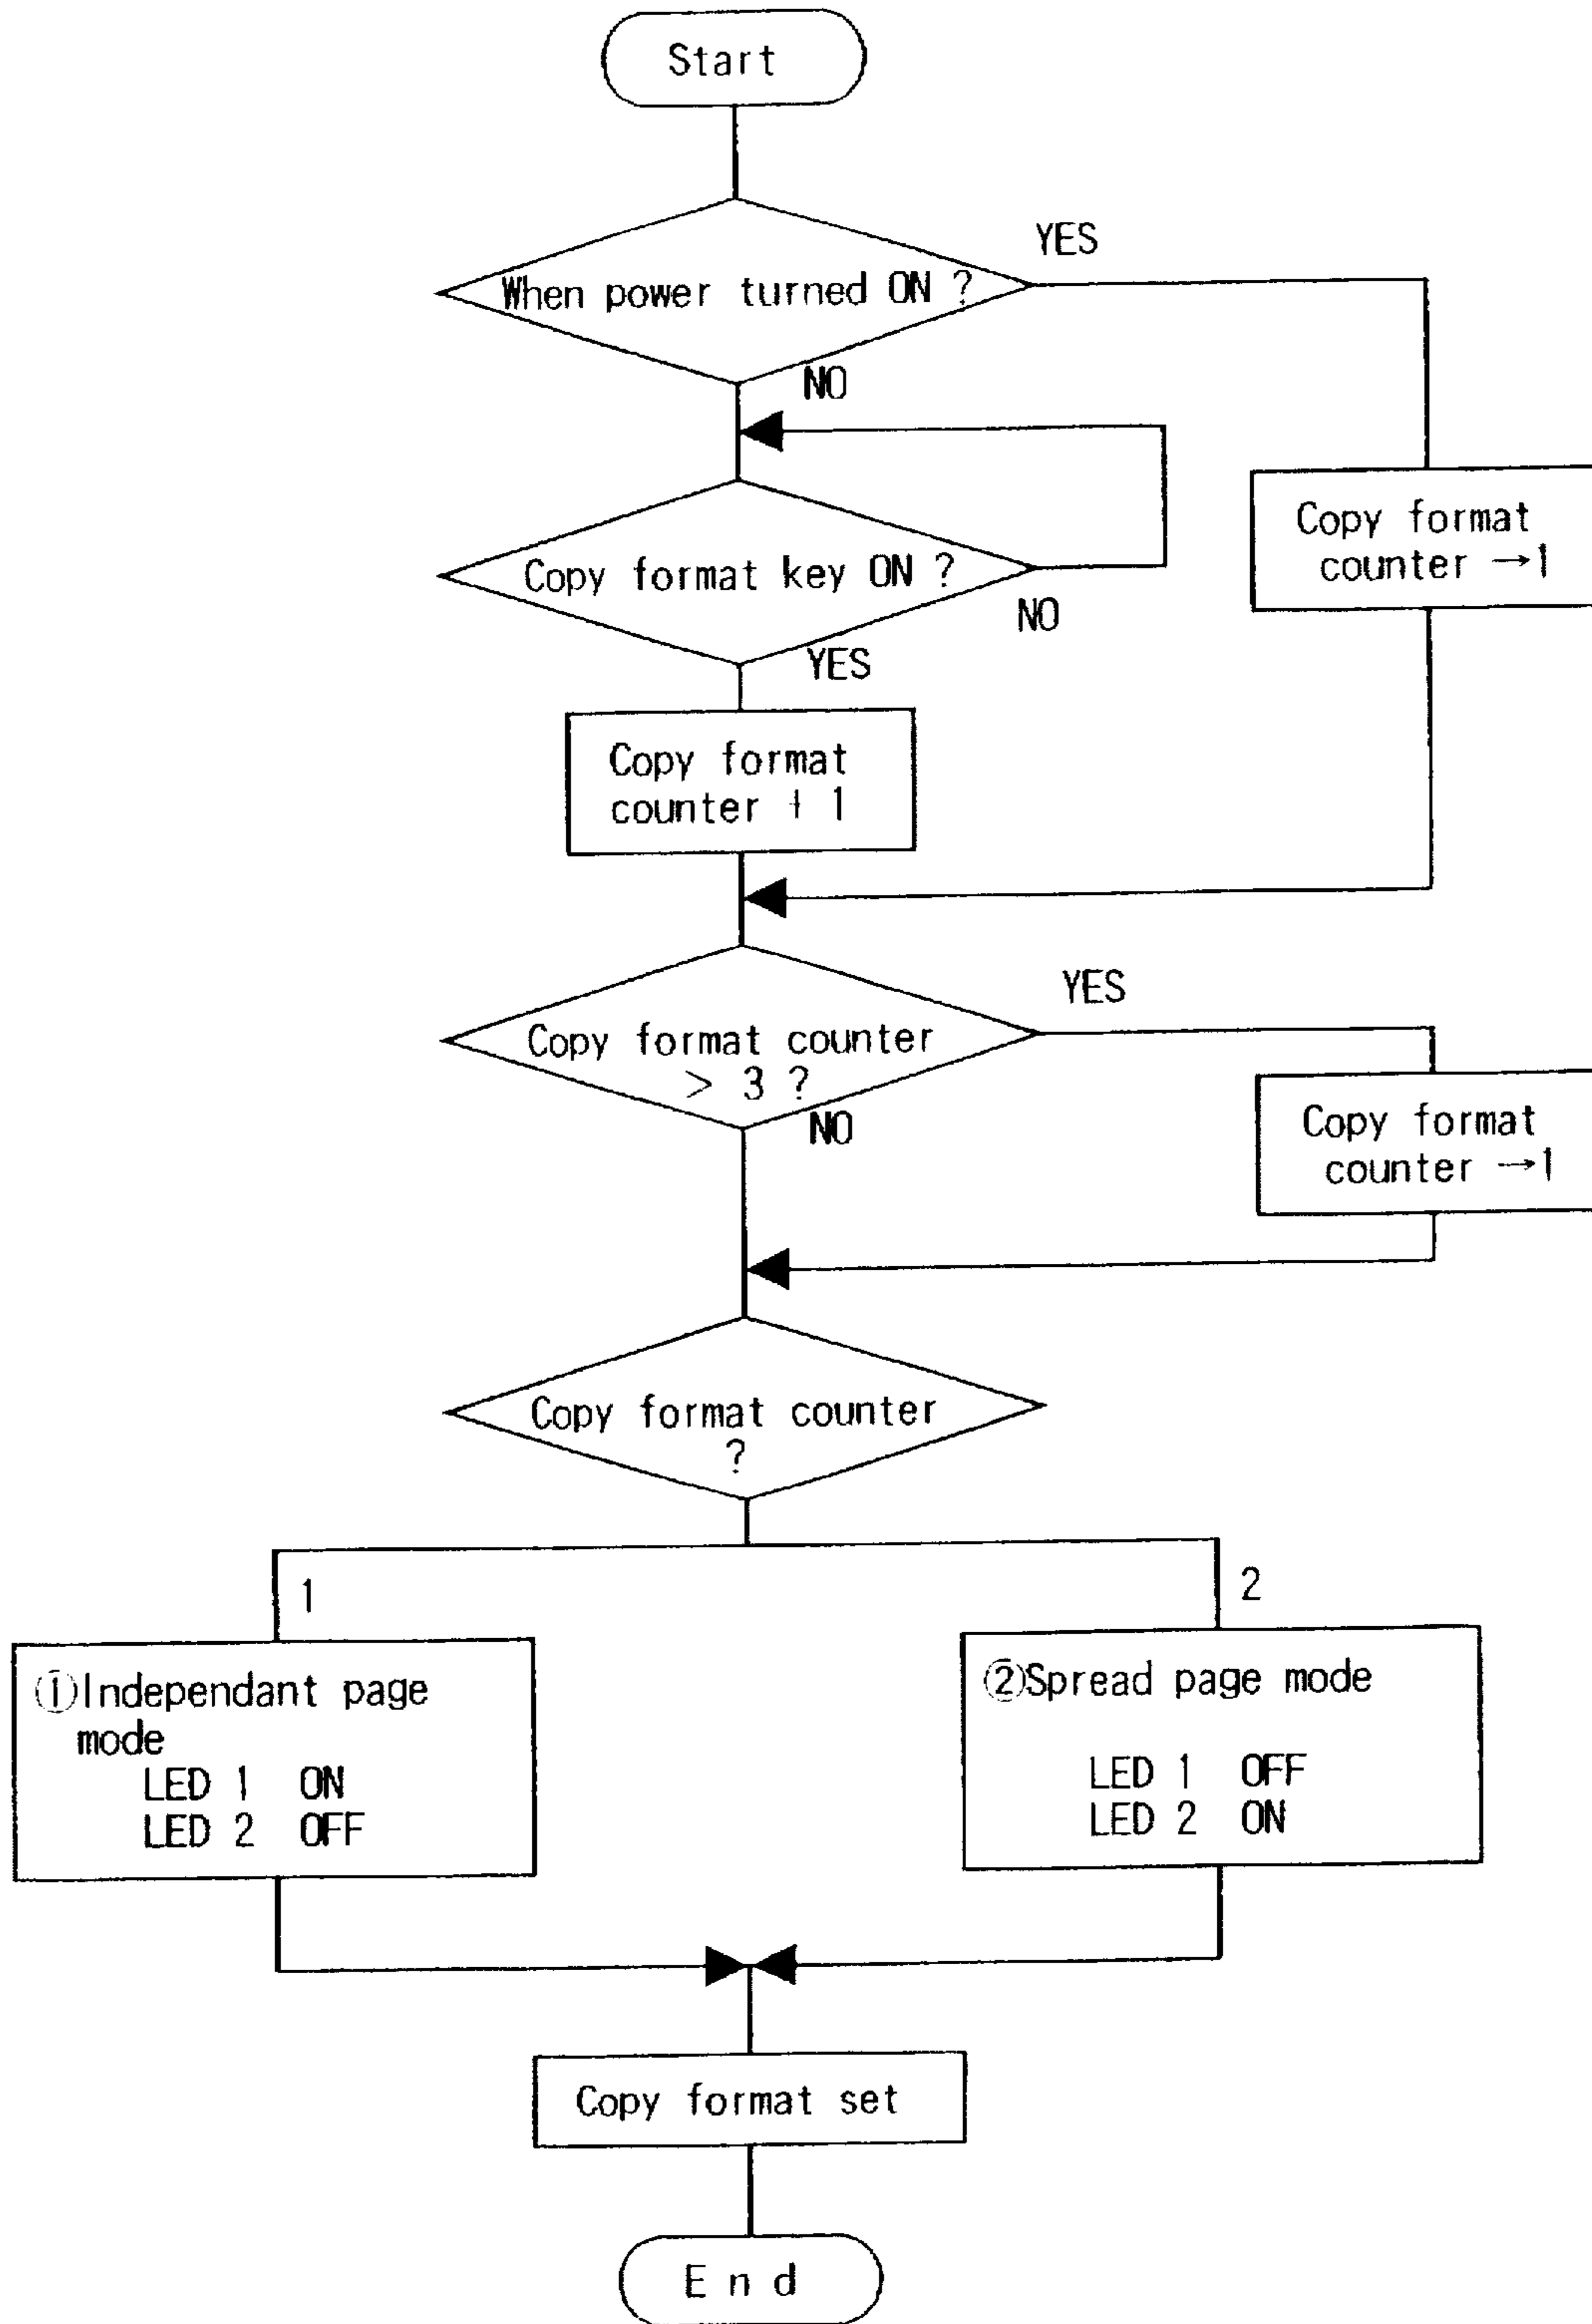 Start
When power turned ON ?
YES
NO
Copy format key ON ?
NO
YES
Copy format
counter →1
Copy format
counter + 1
Copy format counter
> 3 ?
YES
NO
Copy format
counter →1
Copy format counter
?
1
2
①Independant page
mode
LED 1 ON
LED 2 OFF
②Spread page mode
LED 1 OFF
LED 2 ON
Copy format set
End